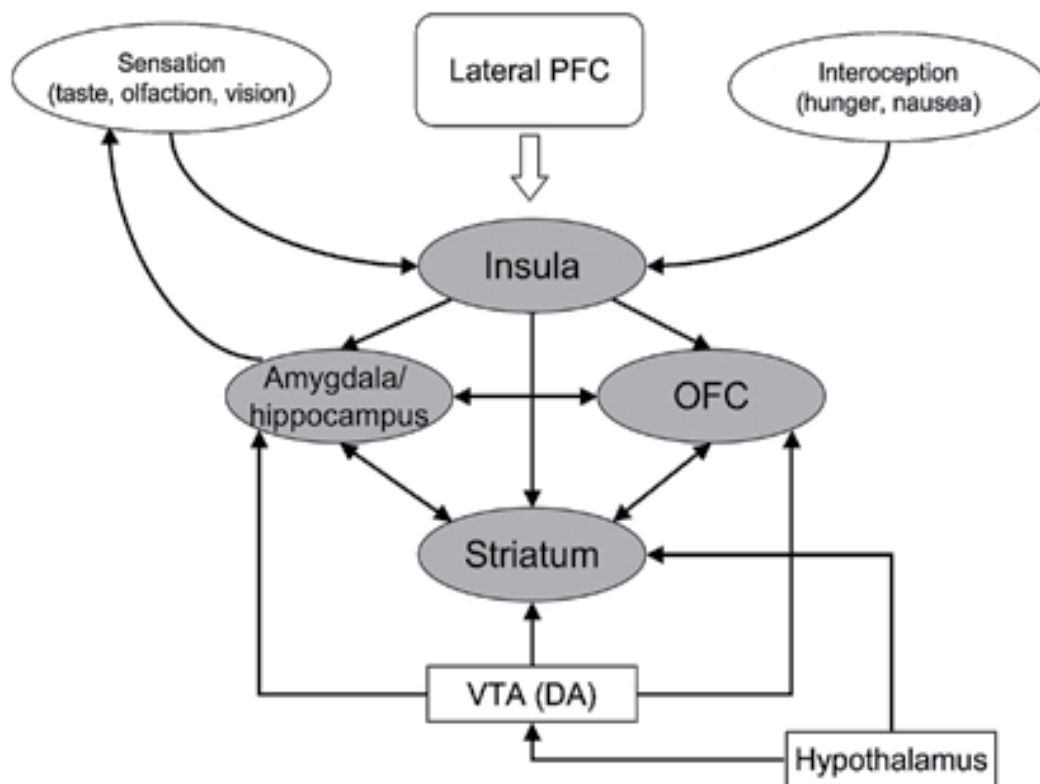 Sensation
(taste, olfaction, vision)
Lateral PFC
Interoception
(hunger, nausea)
Insula
Amygdala/
hippocampus
OFC
Striatum
VTA (DA)
Hypothalamus